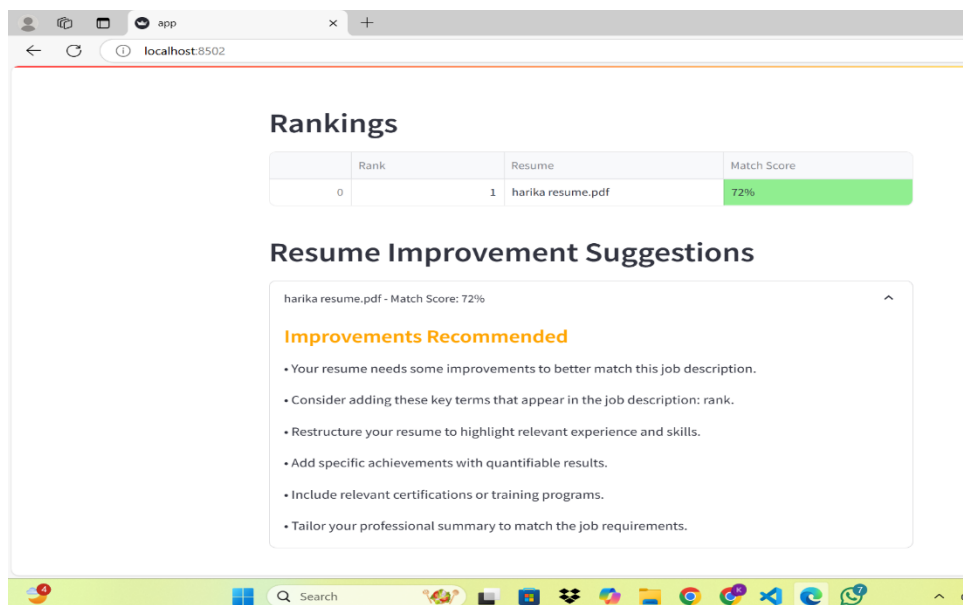 app
localhost:8502
Rankings
Rank Resume Match Score
0 1 harika resume.pdf 72%
Resume Improvement Suggestions
harika resume.pdf - Match Score: 72%
Improvements Recommended
• Your resume needs some improvements to better match this job description.
• Consider adding these key terms that appear in the job description: rank.
• Restructure your resume to highlight relevant experience and skills.
• Add specific achievements with quantifiable results.
• Include relevant certifications or training programs.
• Tailor your professional summary to match the job requirements.
4 Search K 7